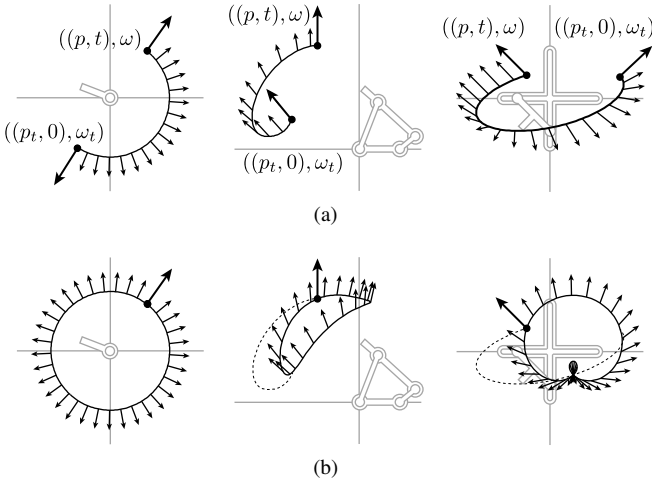 ((p, t), ω)
((p_t, 0), ω_t)
((p, t), ω)
((p_t, 0), ω_t)
((p, t), ω)
((p_t, 0), ω_t)
(a)
(b)